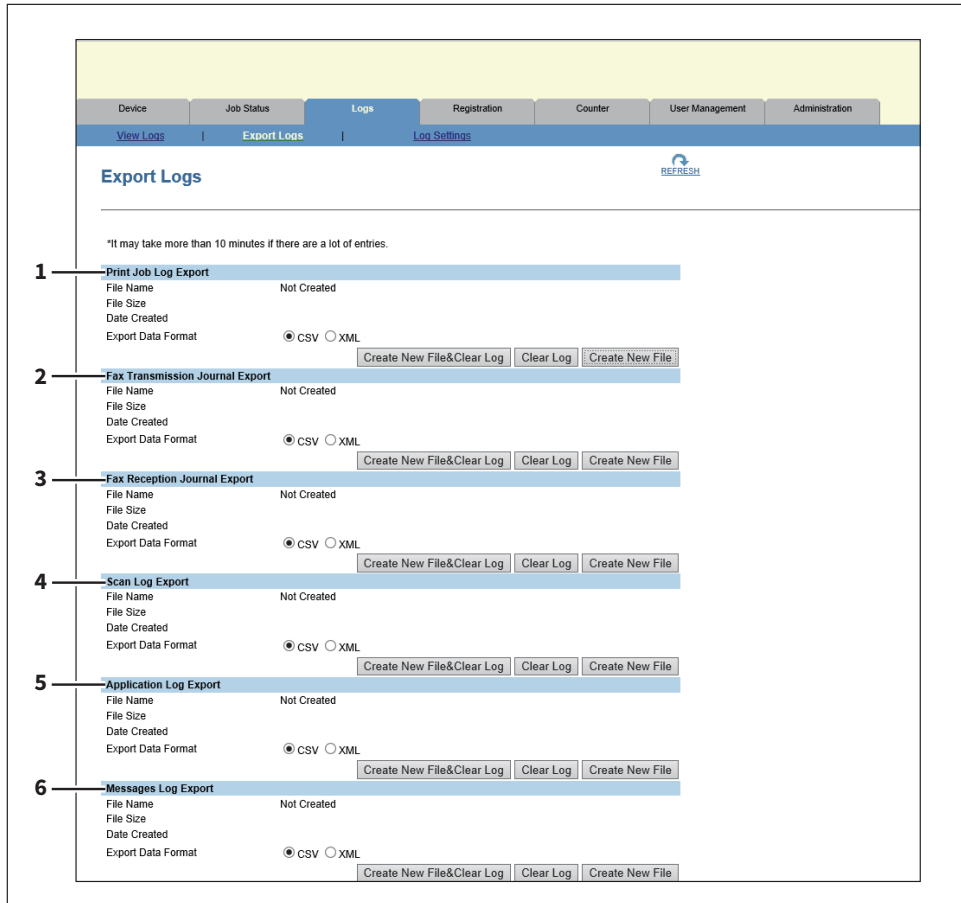 Device Job Status Logs Registration Counter User Management Administration
View Logs | Export Logs | Log Settings
Export Logs REFRESH
*It may take more than 10 minutes if there are a lot of entries.
1 Print Job Log Export
File Name Not Created
File Size
Date Created
Export Data Format CSV XML
Create New File&Clear Log Clear Log Create New File
2 Fax Transmission Journal Export
File Name Not Created
File Size
Date Created
Export Data Format CSV XML
Create New File&Clear Log Clear Log Create New File
3 Fax Reception Journal Export
File Name Not Created
File Size
Date Created
Export Data Format CSV XML
Create New File&Clear Log Clear Log Create New File
4 Scan Log Export
File Name Not Created
File Size
Date Created
Export Data Format CSV XML
Create New File&Clear Log Clear Log Create New File
5 Application Log Export
File Name Not Created
File Size
Date Created
Export Data Format CSV XML
Create New File&Clear Log Clear Log Create New File
6 Messages Log Export
File Name Not Created
File Size
Date Created
Export Data Format CSV XML
Create New File&Clear Log Clear Log Create New File